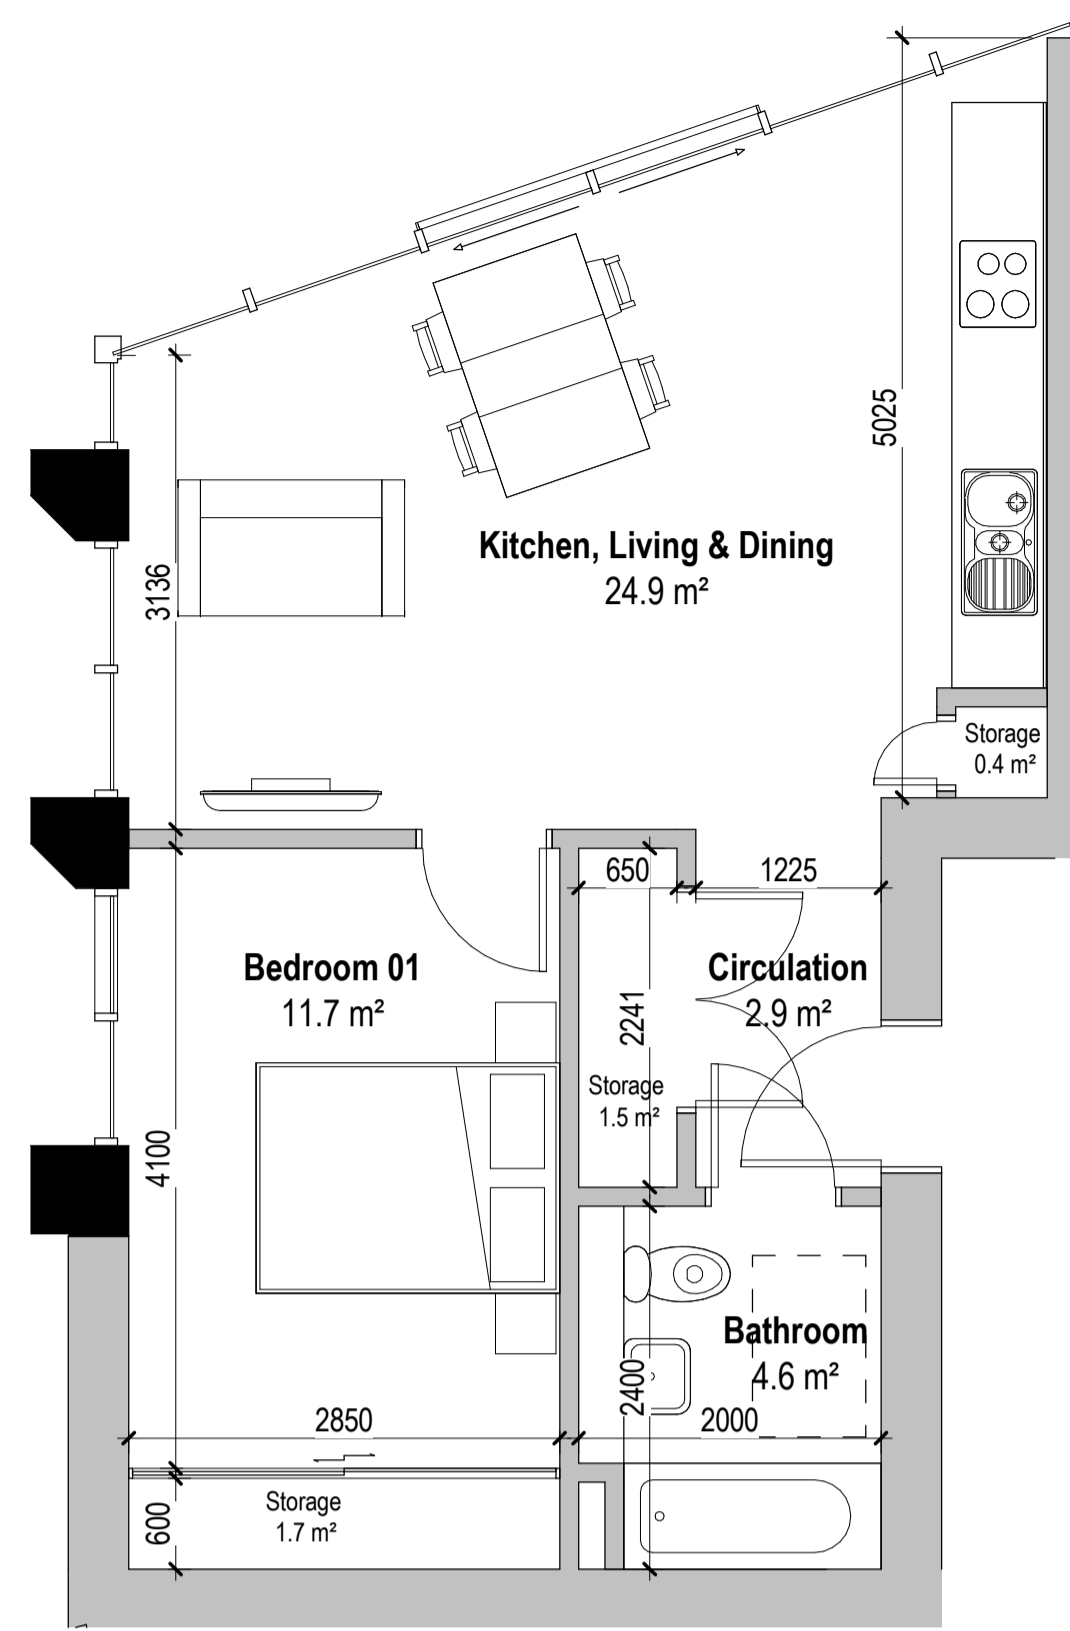 5025
Kitchen, Living & Dining
24.9 m²
3136
Storage
0.4 m²
650
1225
Bedroom 01
11.7 m²
Circulation
2.9 m²
2241
Storage
1.5 m²
4100
Bathroom
4.6 m²
2400
2850
2000
600
Storage
1.7 m²